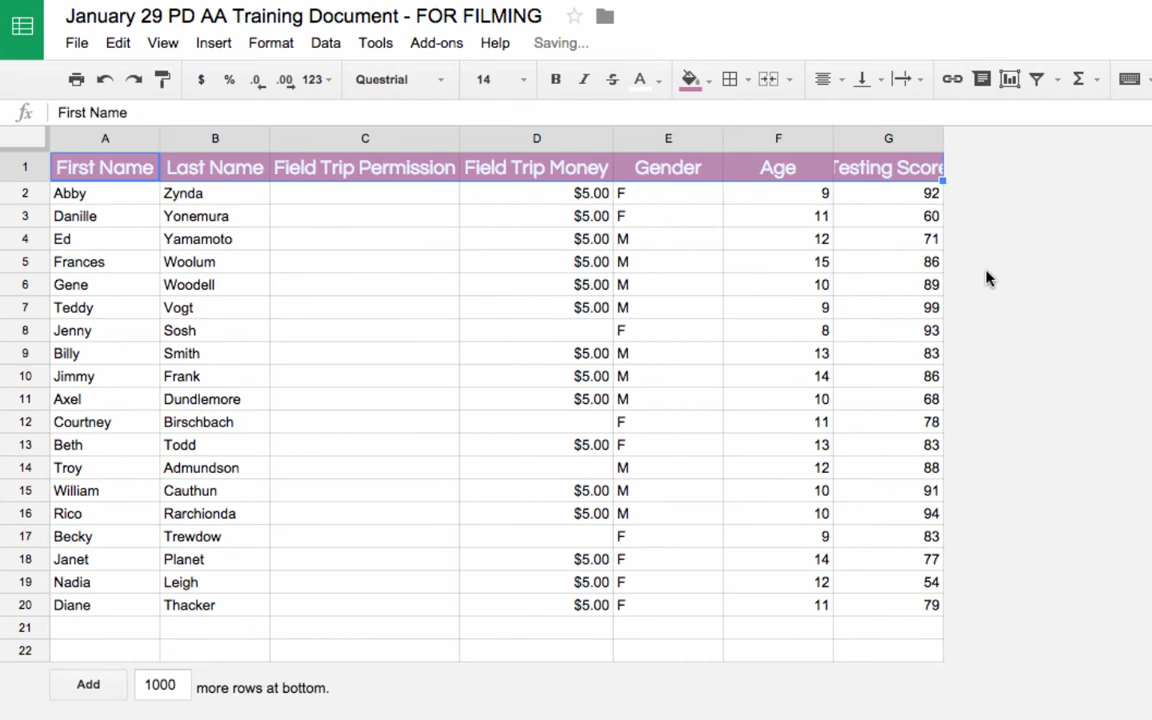 January 29 PD AA Training Document - FOR FILMING
File Edit View Insert Format Data Tools Add-ons Help Saving...
$ % .0 .00 123 Questrial 14 B I S A Σ
fx First Name
A B C D E F G
1 First Name Last Name Field Trip Permission Field Trip Money Gender Age Testing Score
2 Abby Zynda $5.00 F 9 92
3 Danille Yonemura $5.00 F 11 60
4 Ed Yamamoto $5.00 M 12 71
5 Frances Woolum $5.00 M 15 86
6 Gene Woodell $5.00 M 10 89
7 Teddy Vogt $5.00 M 9 99
8 Jenny Sosh F 8 93
9 Billy Smith $5.00 M 13 83
10 Jimmy Frank $5.00 M 14 86
11 Axel Dundlemore $5.00 M 10 68
12 Courtney Birschbach F 11 78
13 Beth Todd $5.00 F 13 83
14 Troy Admundson M 12 88
15 William Cauthun $5.00 M 10 91
16 Rico Rarchionda $5.00 M 10 94
17 Becky Trewdow F 9 83
18 Janet Planet $5.00 F 14 77
19 Nadia Leigh $5.00 F 12 54
20 Diane Thacker $5.00 F 11 79
21
22
Add 1000 more rows at bottom.